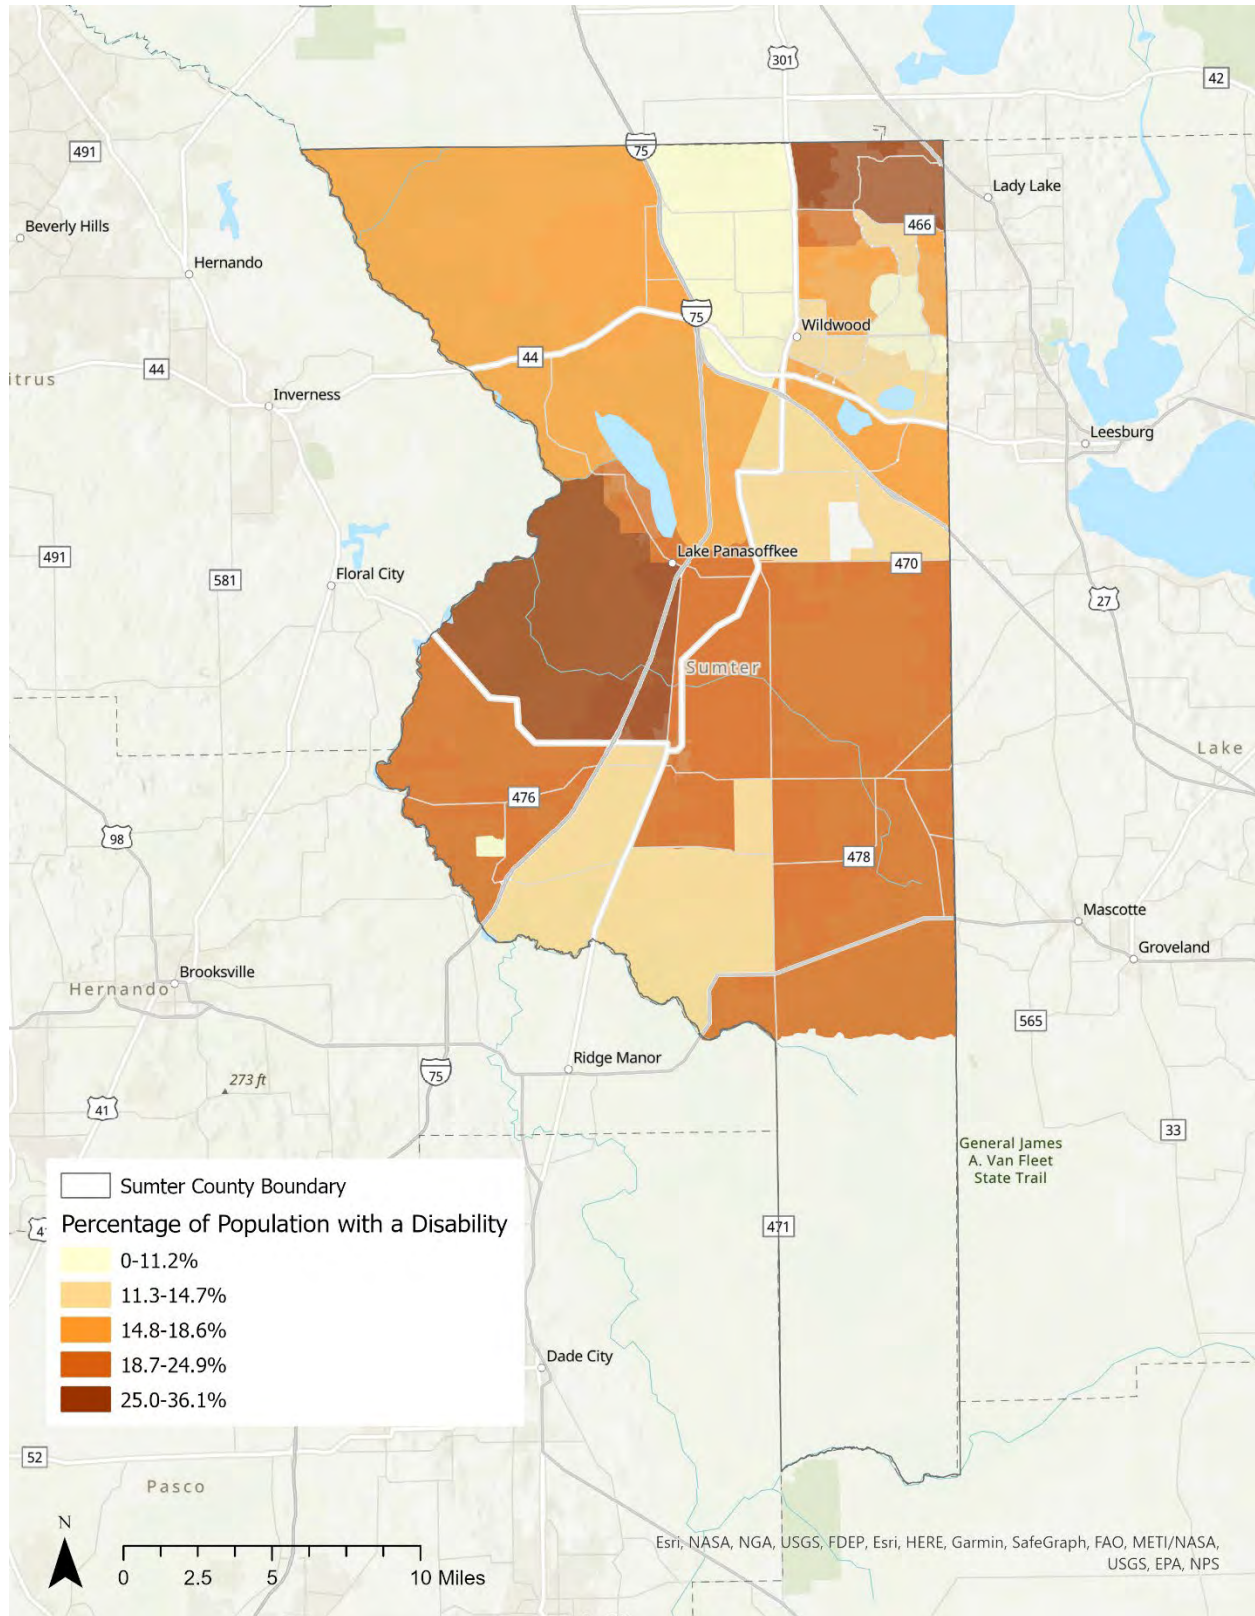 301
42
491
75
Lady Lake
Beverly Hills
466
Hernando
75
Wildwood
44
44
itrus
Inverness
Leesburg
Lake Panasoffkee
491
470
581
Floral City
27
Sumter
Lake
476
98
478
Mascotte
Groveland
Brooksville
Hernando
565
Ridge Manor
75
273 ft
41
33
General James
A. Van Fleet
State Trail
Sumter County Boundary
Percentage of Population with a Disability
471
0-11.2%
11.3-14.7%
14.8-18.6%
18.7-24.9%
25.0-36.1%
Dade City
52
Pasco
N
0 2.5 5 10 Miles
Esri, NASA, NGA, USGS, FDEP, Esri, HERE, Garmin, SafeGraph, FAO, METI/NASA,
USGS, EPA, NPS